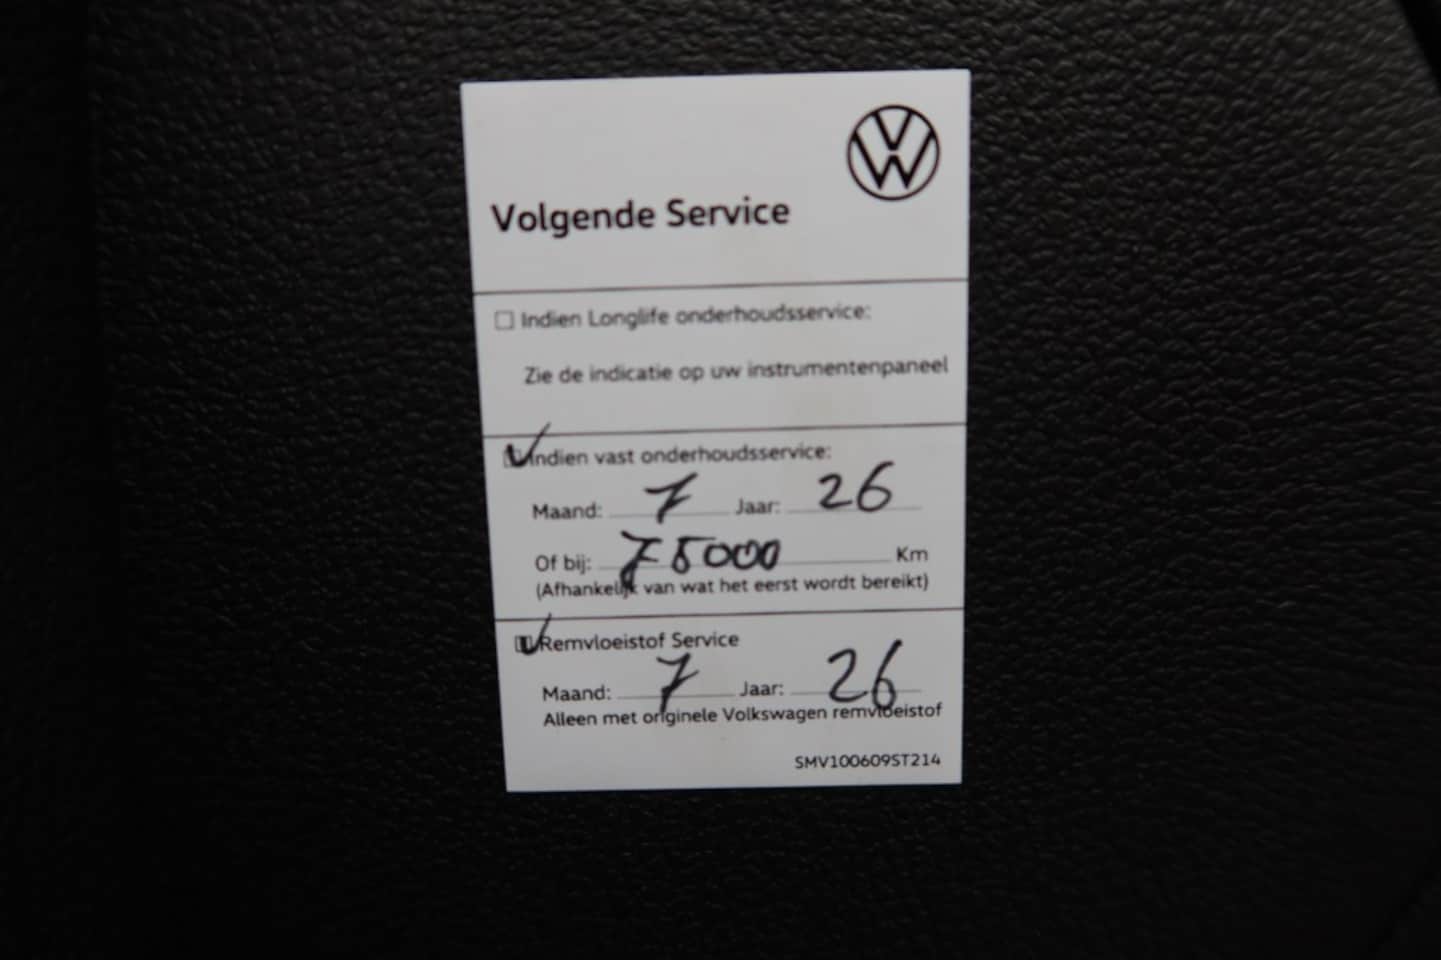 Volgende Service
Indien Longlife onderhoudsservice:
Zie de indicatie op uw instrumentenpaneel
Indien vast onderhoudsservice:
Maand: 7 Jaar: 26
Of bij: 75000 Km
(Afhankelijk van wat het eerst wordt bereikt)
Remvloeistof Service
Maand: 7 Jaar: 26
Alleen met originele Volkswagen remvloeistof
SMV100609ST214